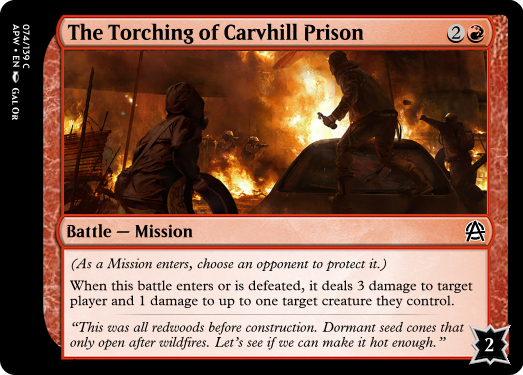 The Torching of Carvhill Prison 2
Battle — Mission
(As a Mission enters, choose an opponent to protect it.)
When this battle enters or is defeated, it deals 3 damage to target
player and 1 damage to up to one target creature they control.
“This was all redwoods before construction. Dormant seed cones that
only open after wildfires. Let’s see if we can make it hot enough.”
2
074/139 C
APW • EN GalOr